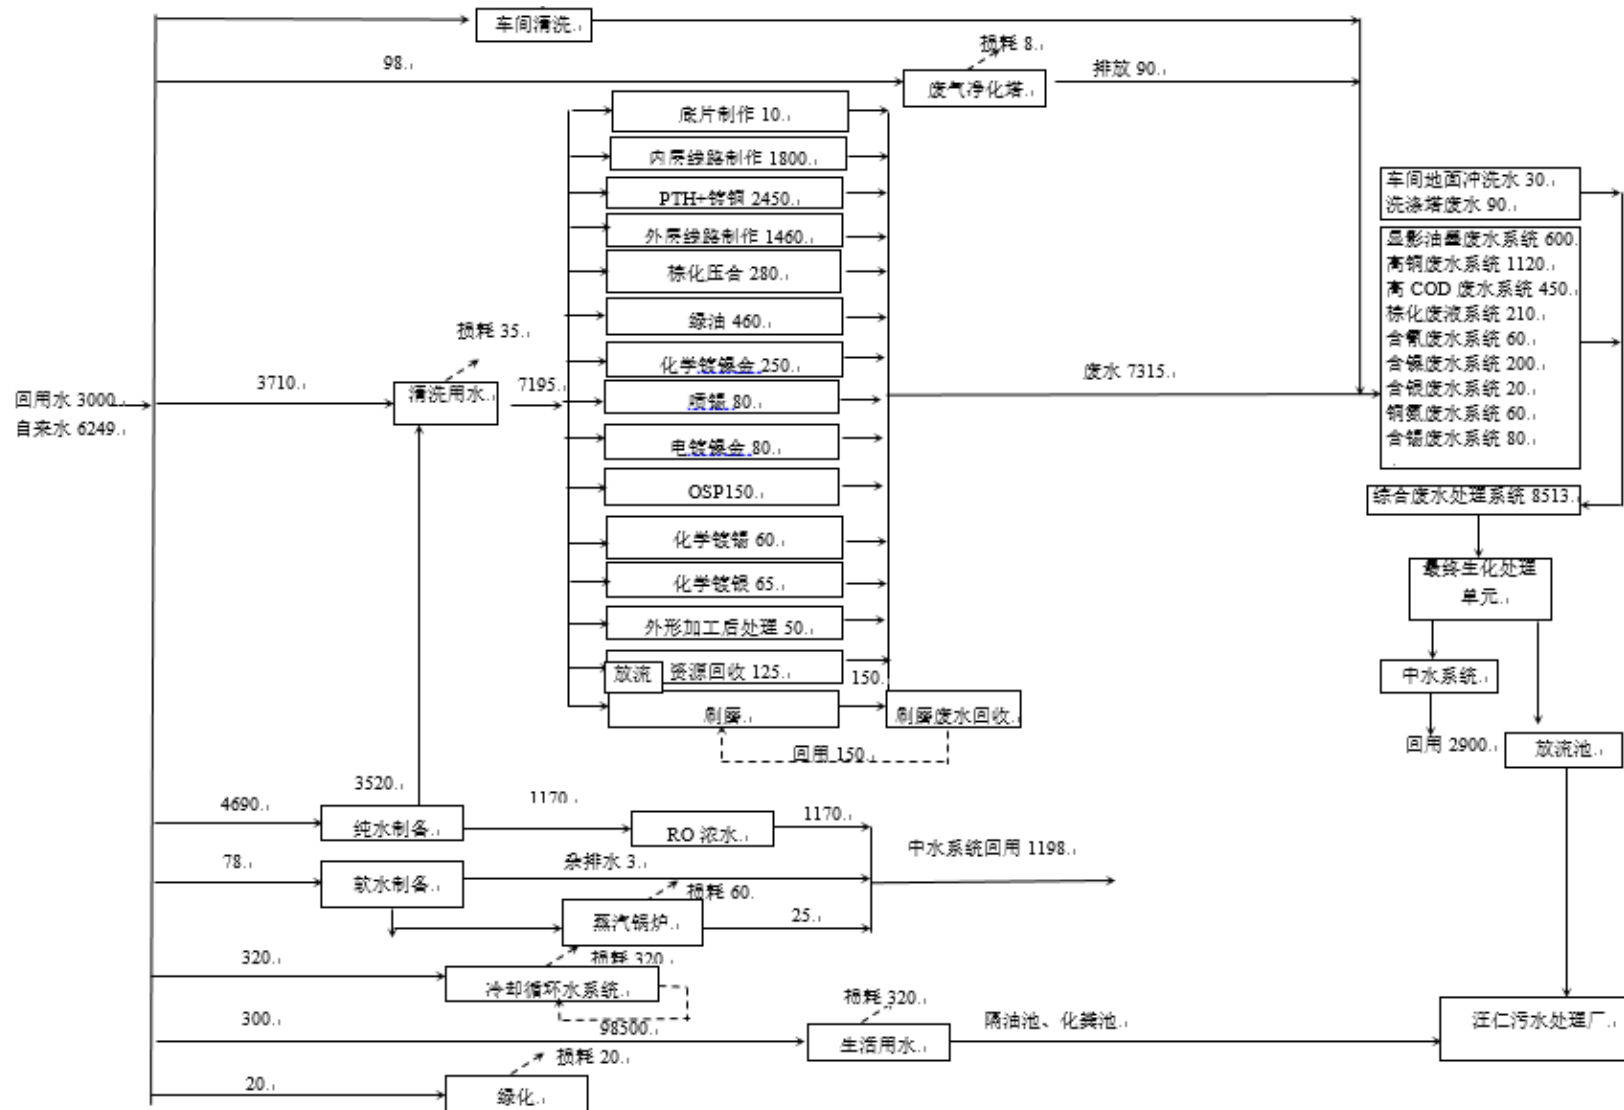 车间清洗
损耗 8
98
排放 90
废气净化塔
底片制作 10
内层线路制作 1800
PTH+镀铜 2450
外层线路制作 1460
棕化压合 280
绿油 460
化学镀镍金 250
喷锡 80
电镀镍金 80
OSP150
化学镀锡 60
化学镀银 65
外形加工后处理 50
资源回收 125
放流
150
刷磨
刷磨废水回收
回用 150
损耗 35
3710
清洗用水
7195
回用水 3000
自来水 6249
废水 7315
车间地面冲洗水 30
洗涤塔废水 90
显影油墨废水系统 600
高铜废水系统 1120
高 COD 废水系统 450
棕化废液系统 210
含氰废水系统 60
含镍废水系统 200
含银废水系统 20
铜氨废水系统 60
含锡废水系统 80
综合废水处理系统 8513
最终生化处理
单元
中水系统
回用 2900
放流池
3520
4690
纯水制备
1170
RO 浓水
1170
中水系统回用 1198
78
软水制备
杂排水 3
损耗 60
蒸汽锅炉
25
320
损耗 320
冷却循环水系统
98500
300
损耗 320
生活用水
隔油池、化粪池
汪仁污水处理厂
20
损耗 20
绿化